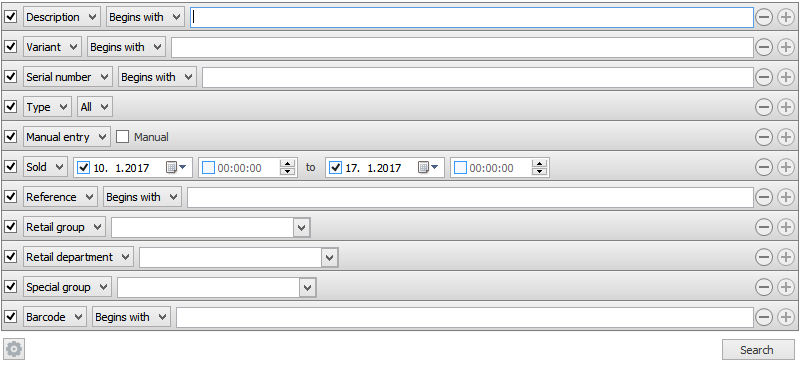 Description Begins with
Variant Begins with
Serial number Begins with
Type All
Manual entry Manual
Sold 10. 1.2017 00:00:00 to 17. 1.2017 00:00:00
Reference Begins with
Retail group
Retail department
Special group
Barcode Begins with
Search